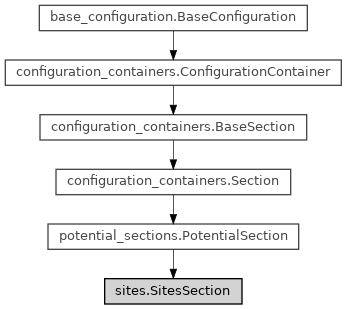 base_configuration.BaseConfiguration
configuration_containers.ConfigurationContainer
configuration_containers.BaseSection
configuration_containers.Section
potential_sections.PotentialSection
sites.SitesSection